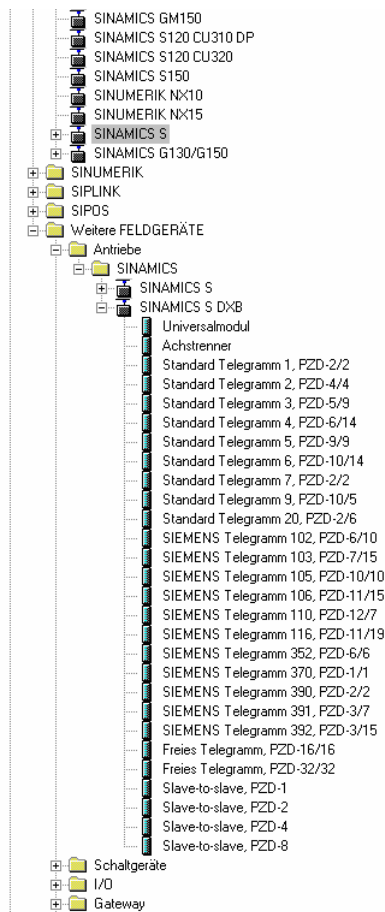 SINAMICS GM150
SINAMICS S120 CU310 DP
SINAMICS S120 CU320
SINAMICS S150
SINUMERIK NX10
SINUMERIK NX15
SINAMICS S
SINAMICS G130/G150
SINUMERIK
SIPLINK
SIPOS
Weitere FELDGERÄTE
Antriebe
SINAMICS
SINAMICS S
SINAMICS S DXB
Universalmodul
Achstrenner
Standard Telegramm 1, PZD-2/2
Standard Telegramm 2, PZD-4/4
Standard Telegramm 3, PZD-5/9
Standard Telegramm 4, PZD-6/14
Standard Telegramm 5, PZD-9/9
Standard Telegramm 6, PZD-10/14
Standard Telegramm 7, PZD-2/2
Standard Telegramm 9, PZD-10/5
Standard Telegramm 20, PZD-2/6
SIEMENS Telegramm 102, PZD-6/10
SIEMENS Telegramm 103, PZD-7/15
SIEMENS Telegramm 105, PZD-10/10
SIEMENS Telegramm 106, PZD-11/15
SIEMENS Telegramm 110, PZD-12/7
SIEMENS Telegramm 116, PZD-11/19
SIEMENS Telegramm 352, PZD-6/6
SIEMENS Telegramm 370, PZD-1/1
SIEMENS Telegramm 390, PZD-2/2
SIEMENS Telegramm 391, PZD-3/7
SIEMENS Telegramm 392, PZD-3/15
Freies Telegramm, PZD-16/16
Freies Telegramm, PZD-32/32
Slave-to-slave, PZD-1
Slave-to-slave, PZD-2
Slave-to-slave, PZD-4
Slave-to-slave, PZD-8
Schaltgeräte
I/O
Gateway